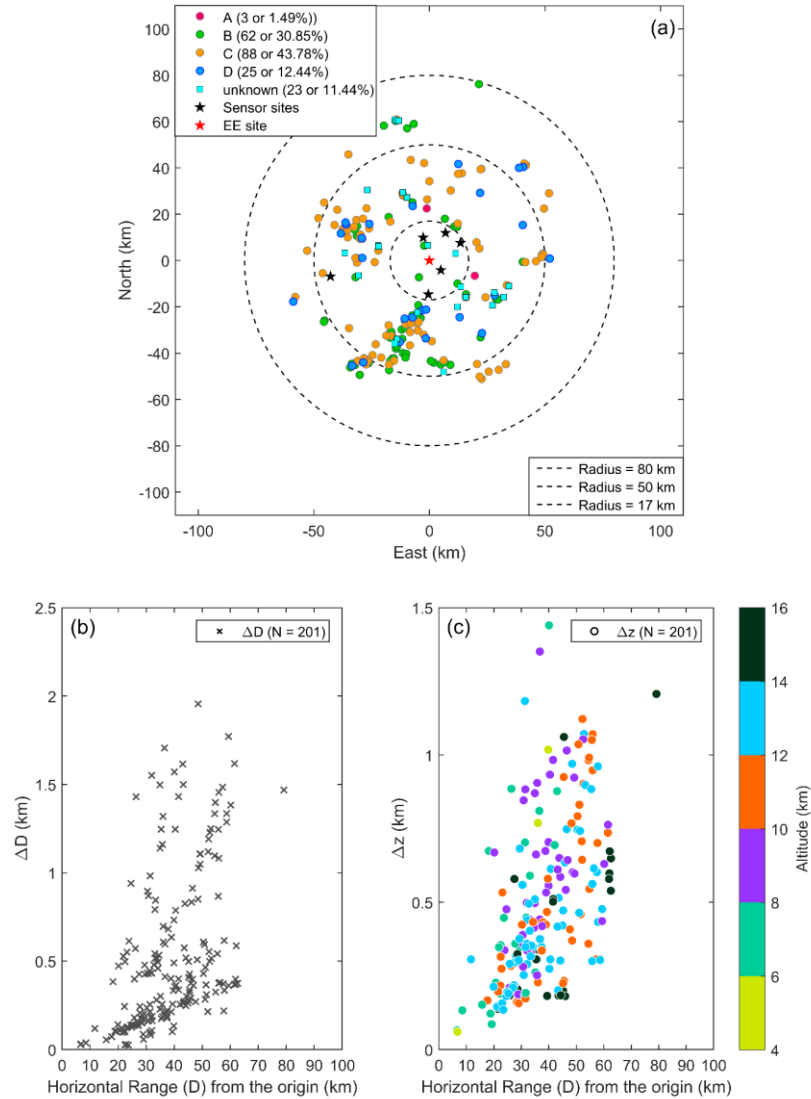 (a)
A (3 or 1.49%))
B (62 or 30.85%)
C (88 or 43.78%)
D (25 or 12.44%)
unknown (23 or 11.44%)
Sensor sites
EE site
100
80
60
40
20
0
-20
-40
-60
-80
-100
North (km)
Radius = 80 km
Radius = 50 km
Radius = 17 km
-100
-50
0
50
100
East (km)
(b)
ΔD (N = 201)
2.5
2
1.5
1
0.5
0
ΔD (km)
0 10 20 30 40 50 60 70 80 90 100
Horizontal Range (D) from the origin (km)
(c)
Δz (N = 201)
1.5
1
0.5
0
Δz (km)
0 10 20 30 40 50 60 70 80 90 100
Horizontal Range (D) from the origin (km)
16
14
12
10
8
6
4
Altitude (km)